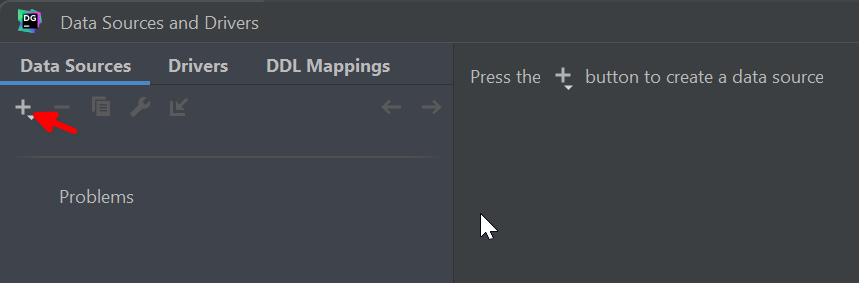 DG Data Sources and Drivers
Data Sources Drivers DDL Mappings
Press the button to create a data source
Problems